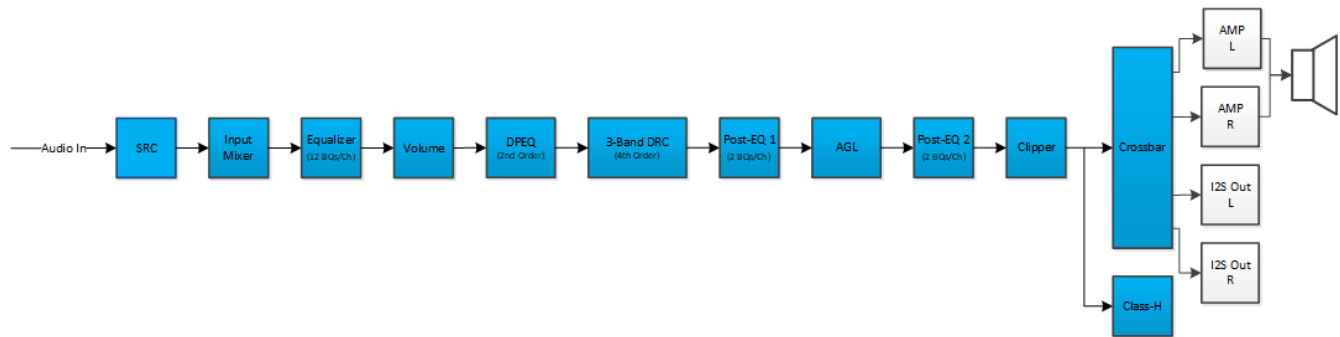 Audio In
SRC
Input
Mixer
Equalizer
(12 BQs/Ch)
Volume
DPEQ
(2nd Order)
3-Band DRC
(4th Order)
Post-EQ 1
(2 BQs/Ch)
AGL
Post-EQ 2
(2 BQs/Ch)
Clipper
Crossbar
AMP
L
AMP
R
I2S Out
L
I2S Out
R
Class-H